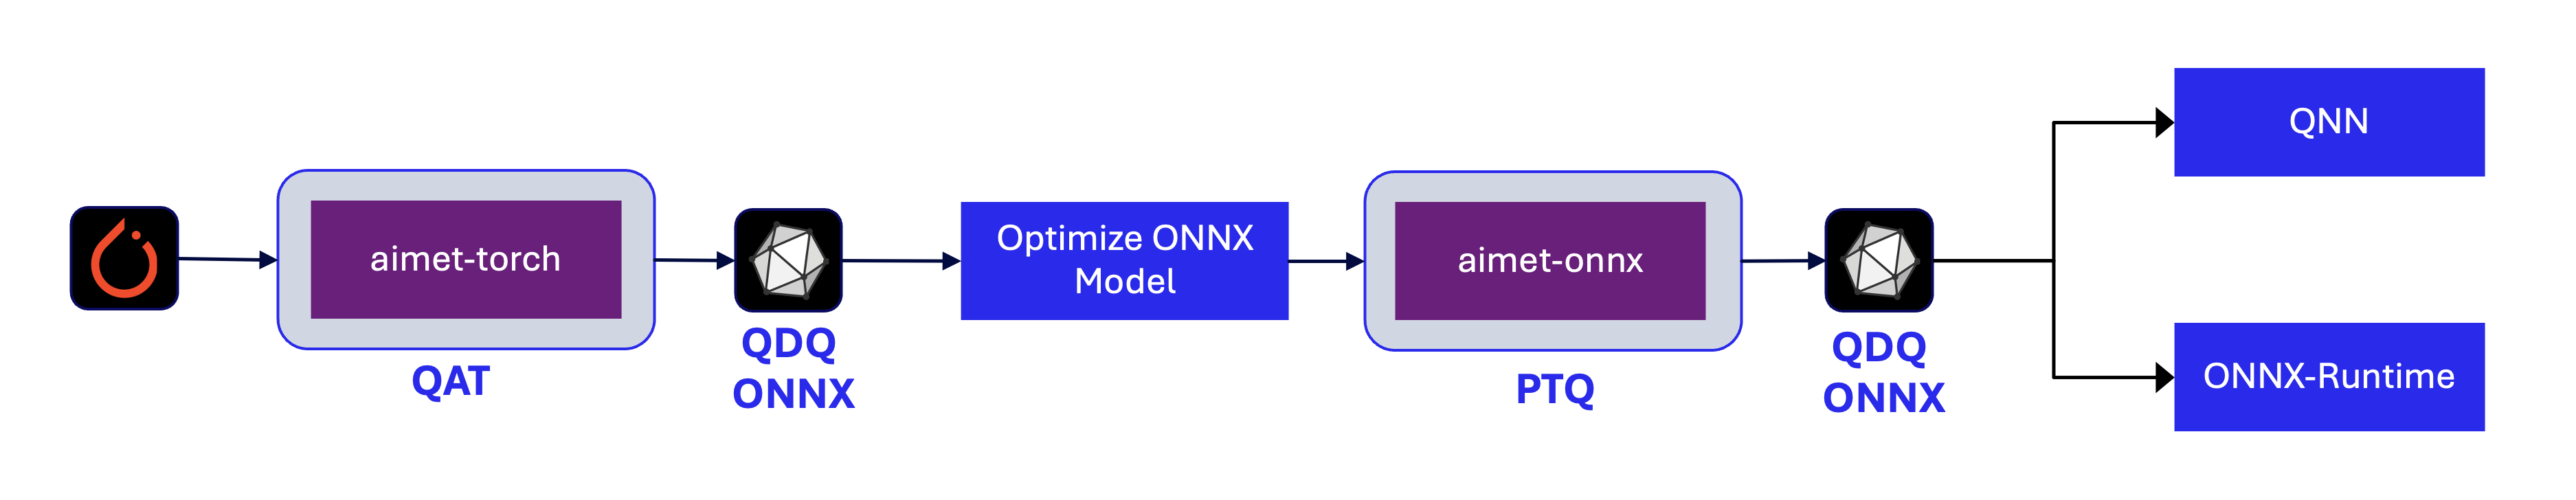 aimet-torch
QAT
QDQ
ONNX
Optimize ONNX
Model
aimet-onnx
PTQ
QDQ
ONNX
QNN
ONNX-Runtime